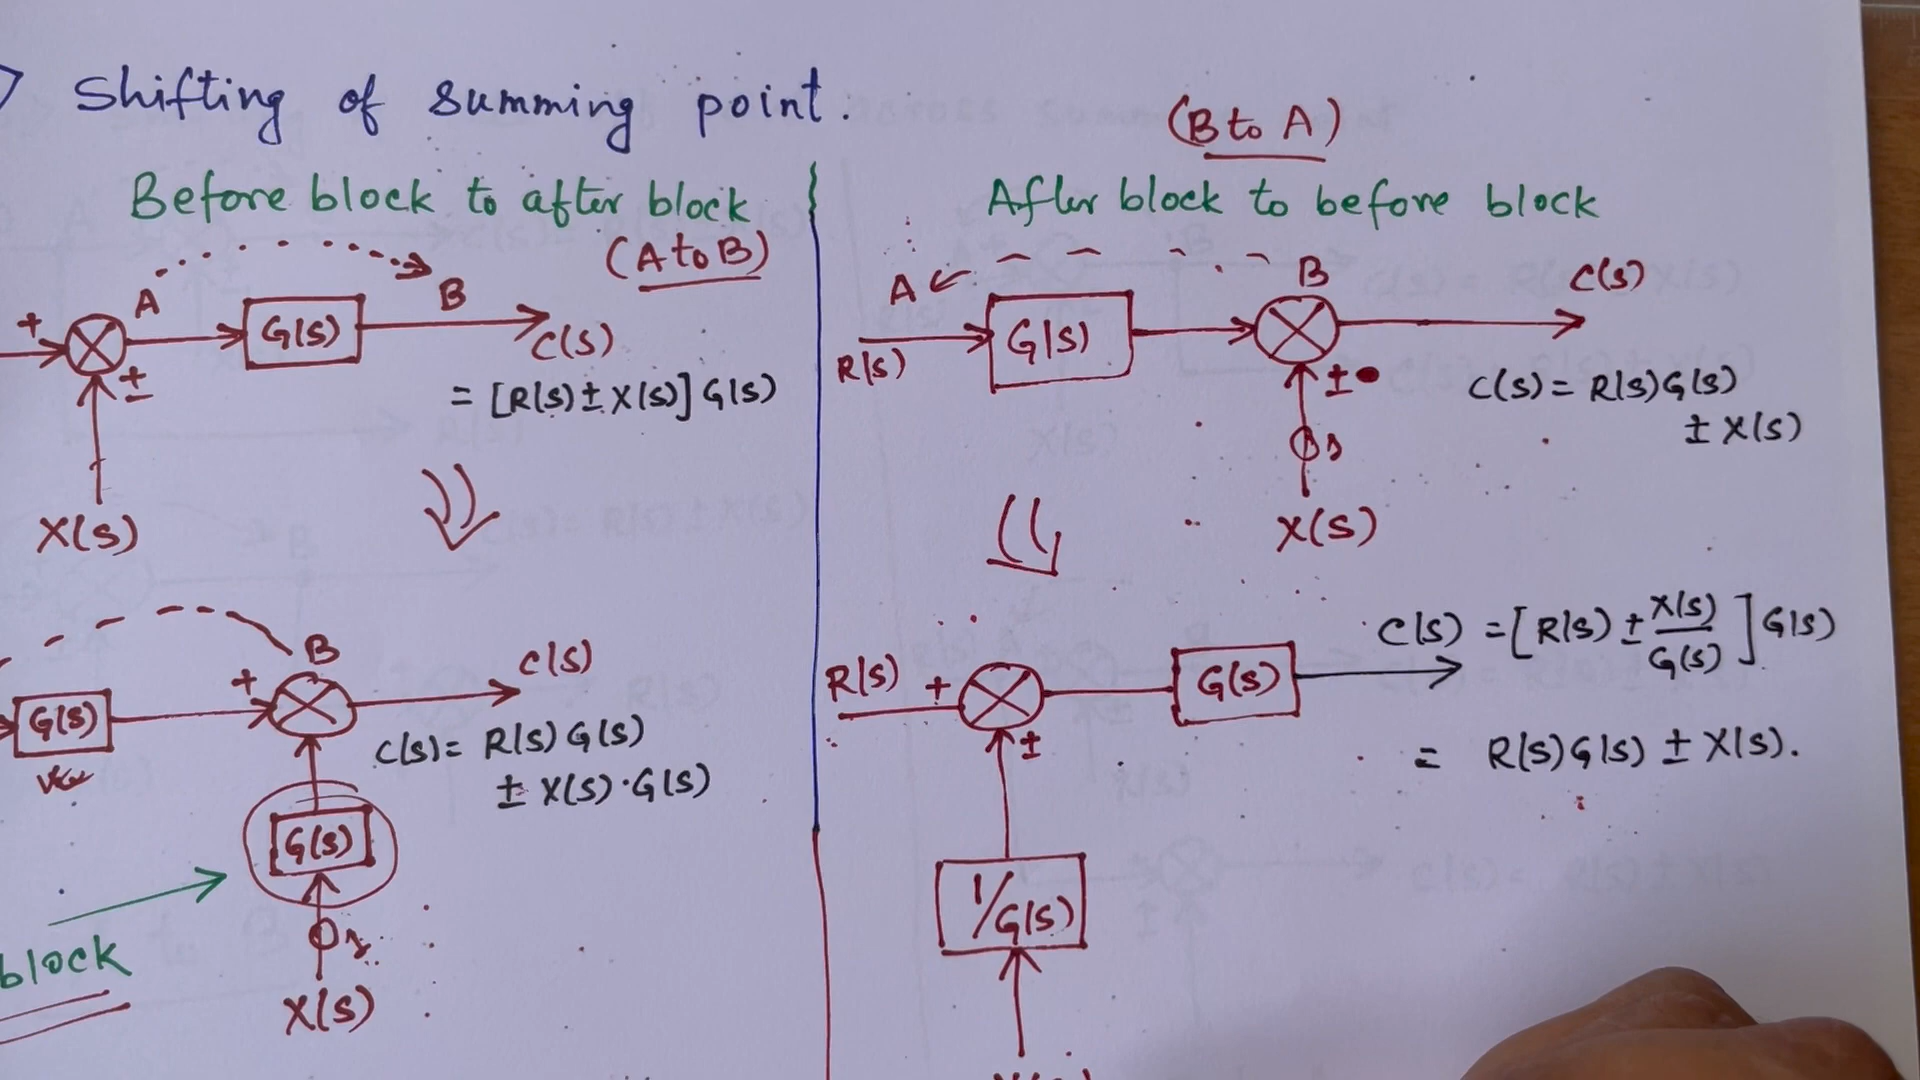 Shifting of summing point.
Before block to after block
(A to B)
A
B
+
G(s)
C(s)
±
= [R(s) ± X(s)] G(s)
X(s)
B
C(s)
+
G(s)
C(s) = R(s) G(s)
± X(s) · G(s)
G(s)
block
X(s)
(B to A)
After block to before block
A
B
C(s)
R(s)
G(s)
±
C(s) = R(s) G(s)
± X(s)
X(s)
R(s)
+
G(s)
C(s) = [R(s) ± X(s)/G(s)] G(s)
±
= R(s) G(s) ± X(s).
1/G(s)